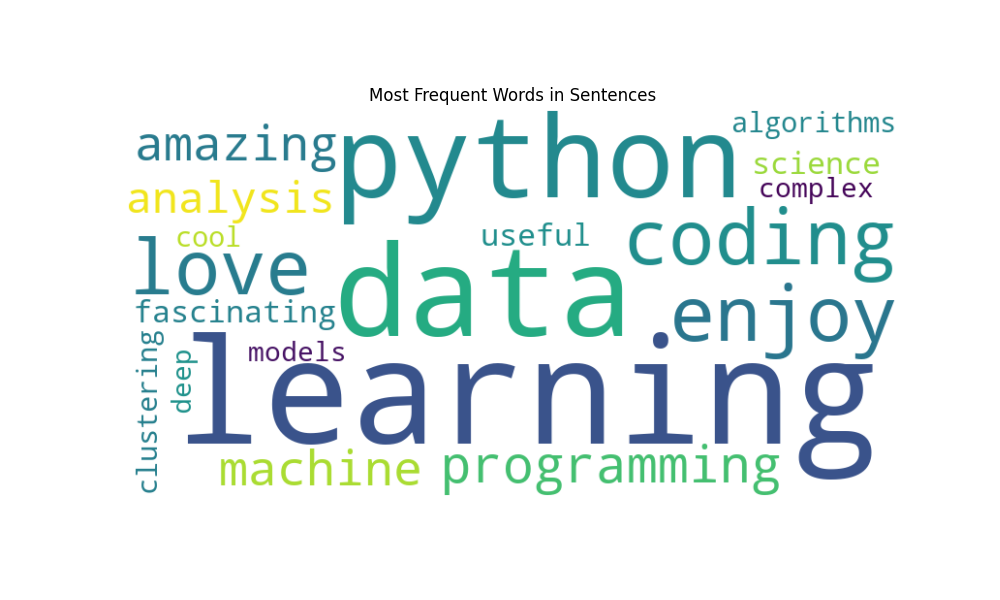 Most Frequent Words in Sentences
amazing
python
algorithms
science
complex
analysis
cool
useful
coding
love
data
enjoy
fascinating
clustering
deep
models
learning
machine
programming